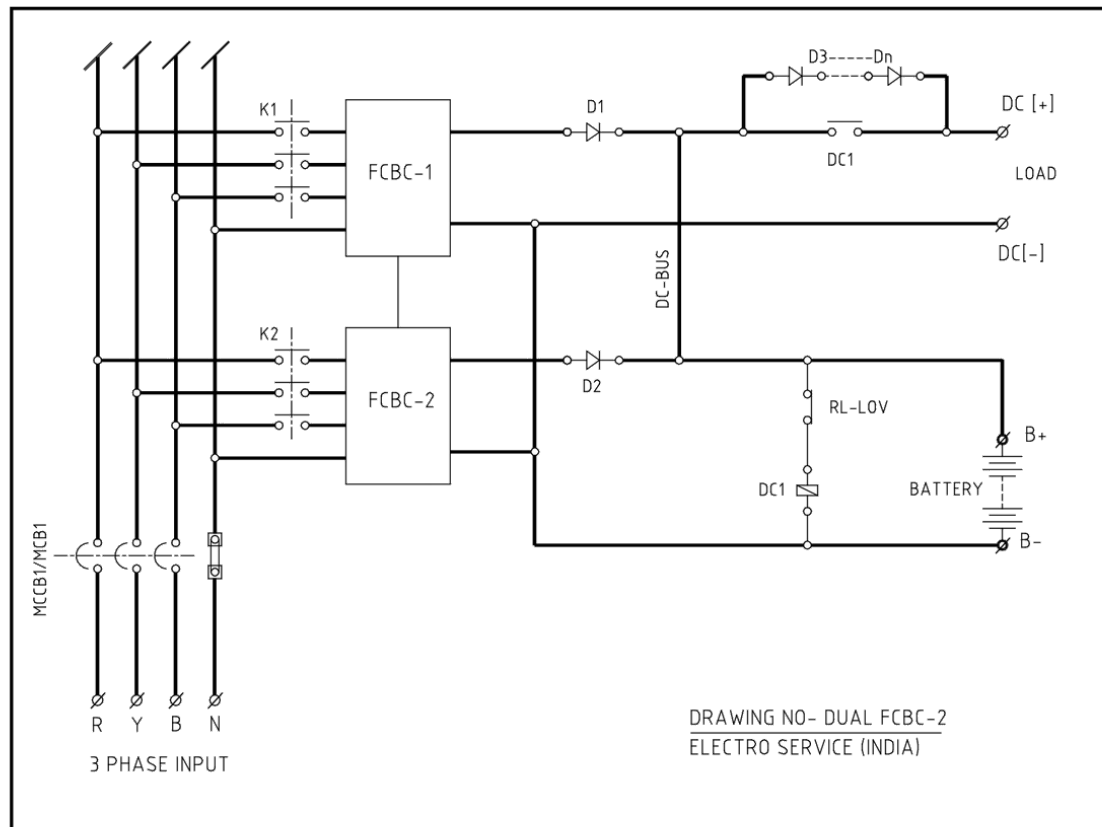 D3-----Dn
K1
D1
DC [+]
FCBC-1
DC1
LOAD
DC[-]
DC-BUS
K2
D2
FCBC-2
RL-LOV
B+
DC1
BATTERY
B-
MCCB1/MCB1
R Y B N
3 PHASE INPUT
DRAWING NO- DUAL FCBC-2
ELECTRO SERVICE (INDIA)